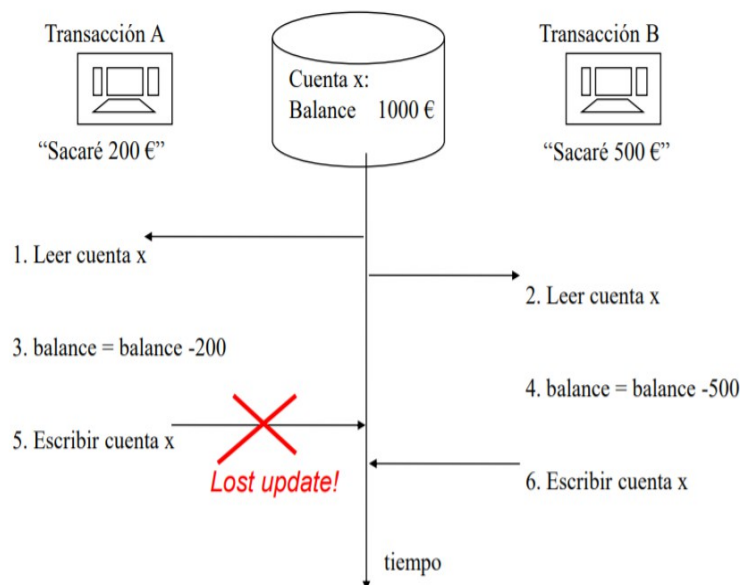 Transacción A
Transacción B
Cuenta x:
Balance 1000 €
“Sacaré 200 €”
“Sacaré 500 €”
1. Leer cuenta x
2. Leer cuenta x
3. balance = balance -200
4. balance = balance -500
5. Escribir cuenta x
Lost update!
6. Escribir cuenta x
tiempo